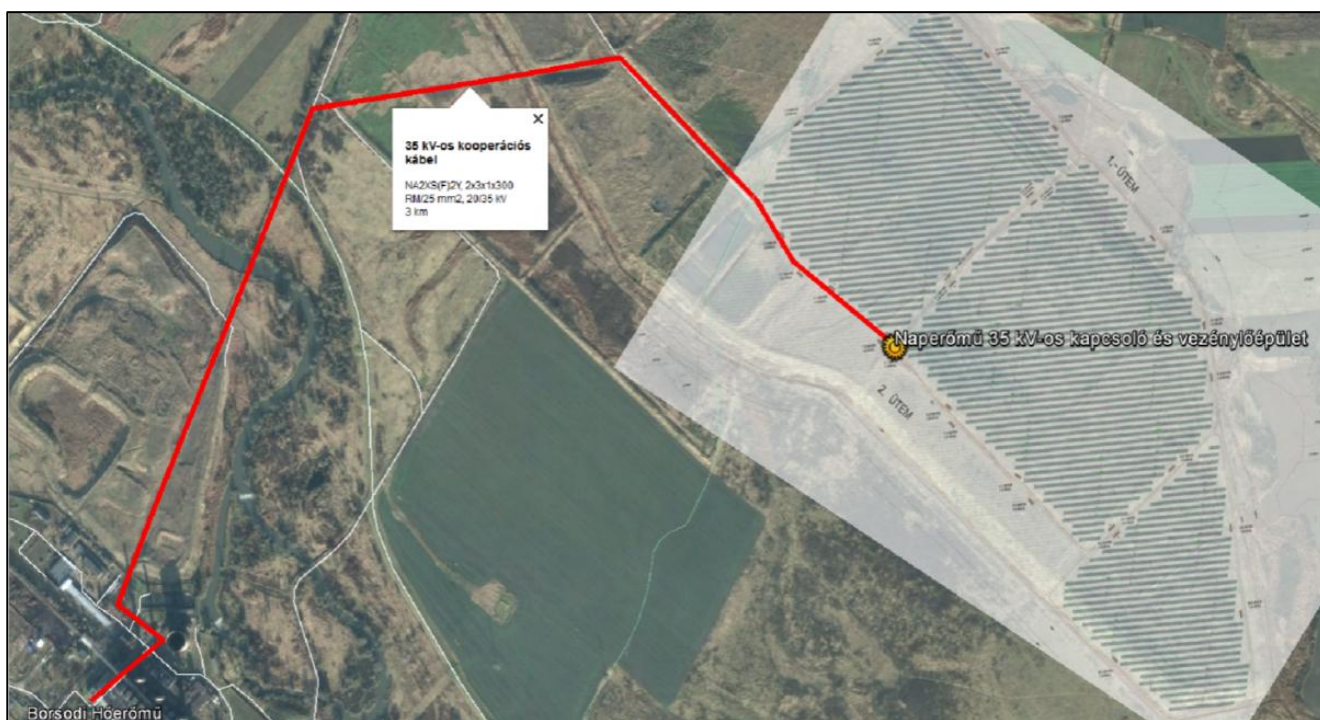 35 kV-os kooperációs
kábel
NA2XS(F)2Y, 2x3x1x300
RM/25 mm2, 20/35 kV
3 km
1.- ÜTEM
Naperőmű 35 kV-os kapcsoló és vezénylőépület
2. ÜTEM
Borsodi Hőerőmű